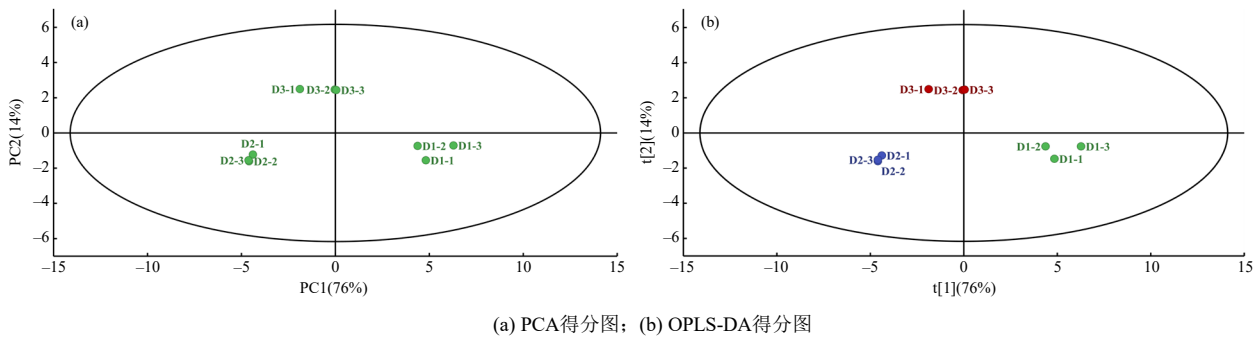 (a)
6
4
2
0
−2
−4
−6
PC2(14%)
D3-1
D3-2
D3-3
D2-1
D2-3
D2-2
D1-2
D1-3
D1-1
−15
−10
−5
0
5
10
15
PC1(76%)
(b)
6
4
2
0
−2
−4
−6
t[2](14%)
D3-1
D3-2
D3-3
D2-1
D2-3
D2-2
D1-2
D1-3
D1-1
−15
−10
−5
0
5
10
15
t[1](76%)
(a) PCA得分图；(b) OPLS-DA得分图